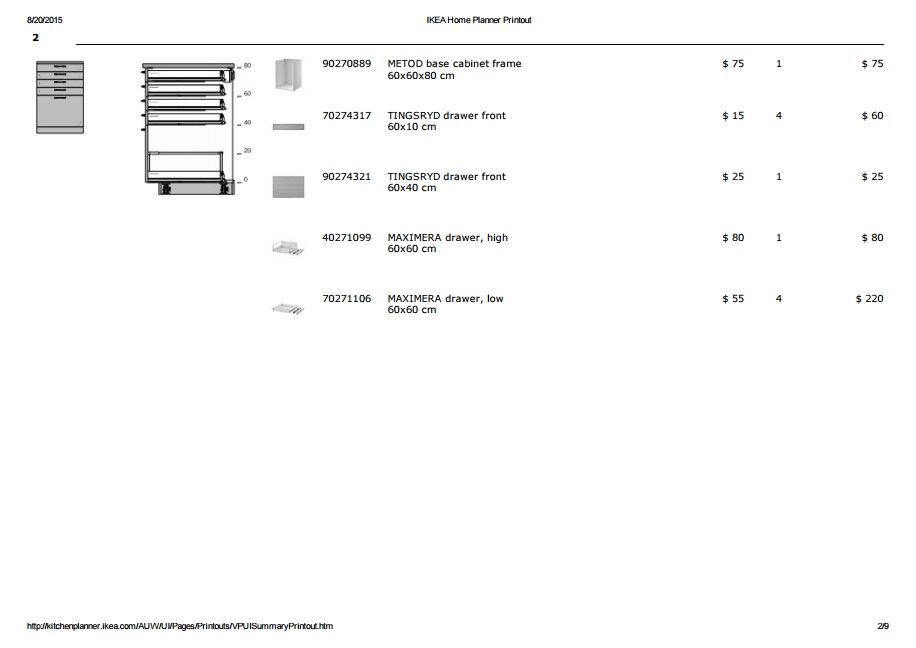 8/20/2015 IKEA Home Planner Printout
2
90270889 METOD base cabinet frame $ 75 1 $ 75
60x60x80 cm
80
60
40
20
0
70274317 TINGSRYD drawer front $ 15 4 $ 60
60x10 cm
90274321 TINGSRYD drawer front $ 25 1 $ 25
60x40 cm
40271099 MAXIMERA drawer, high $ 80 1 $ 80
60x60 cm
70271106 MAXIMERA drawer, low $ 55 4 $ 220
60x60 cm
http://kitchenplanner.ikea.com/AUW/UI/Pages/Printouts/VPUISummaryPrintout.htm 2/9